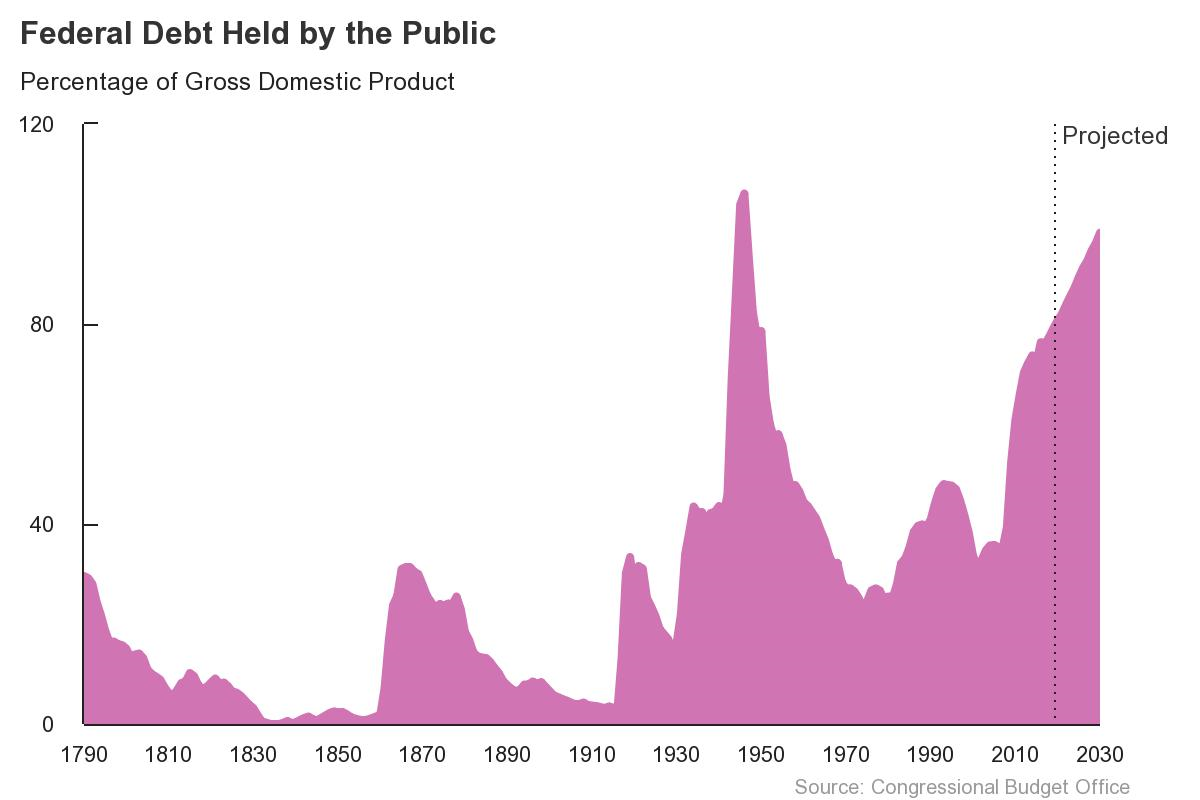 Federal Debt Held by the Public
Percentage of Gross Domestic Product
120
Projected
80
40
0
1790 1810 1830 1850 1870 1890 1910 1930 1950 1970 1990 2010 2030
Source: Congressional Budget Office